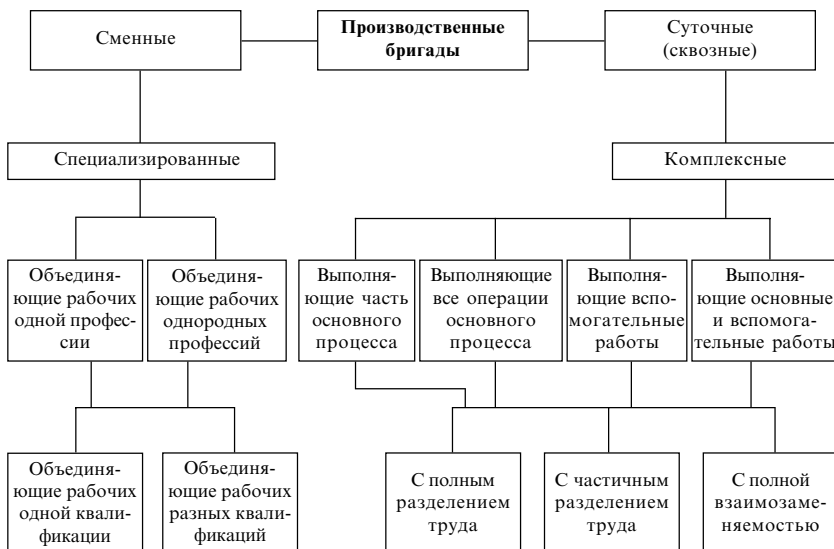 Сменные
Производственные
бригады
Суточные
(сквозные)
Специализированные
Комплексные
Объединя-
ющие рабочих
одной профес-
сии
Объединя-
ющие рабочих
однородных
профессий
Выполня-
ющие часть
основного
процесса
Выполняющие
все операции
основного
процесса
Выполня-
ющие вспо-
могательные
работы
Выполня-
ющие основные
и вспомога-
тельные работы
Объединя-
ющие рабочих
одной квали-
фикации
Объединя-
ющие рабочих
разных квали-
фикаций
С полным
разделением
труда
С частичным
разделением
труда
С полной
взаимозаме-
няемостью